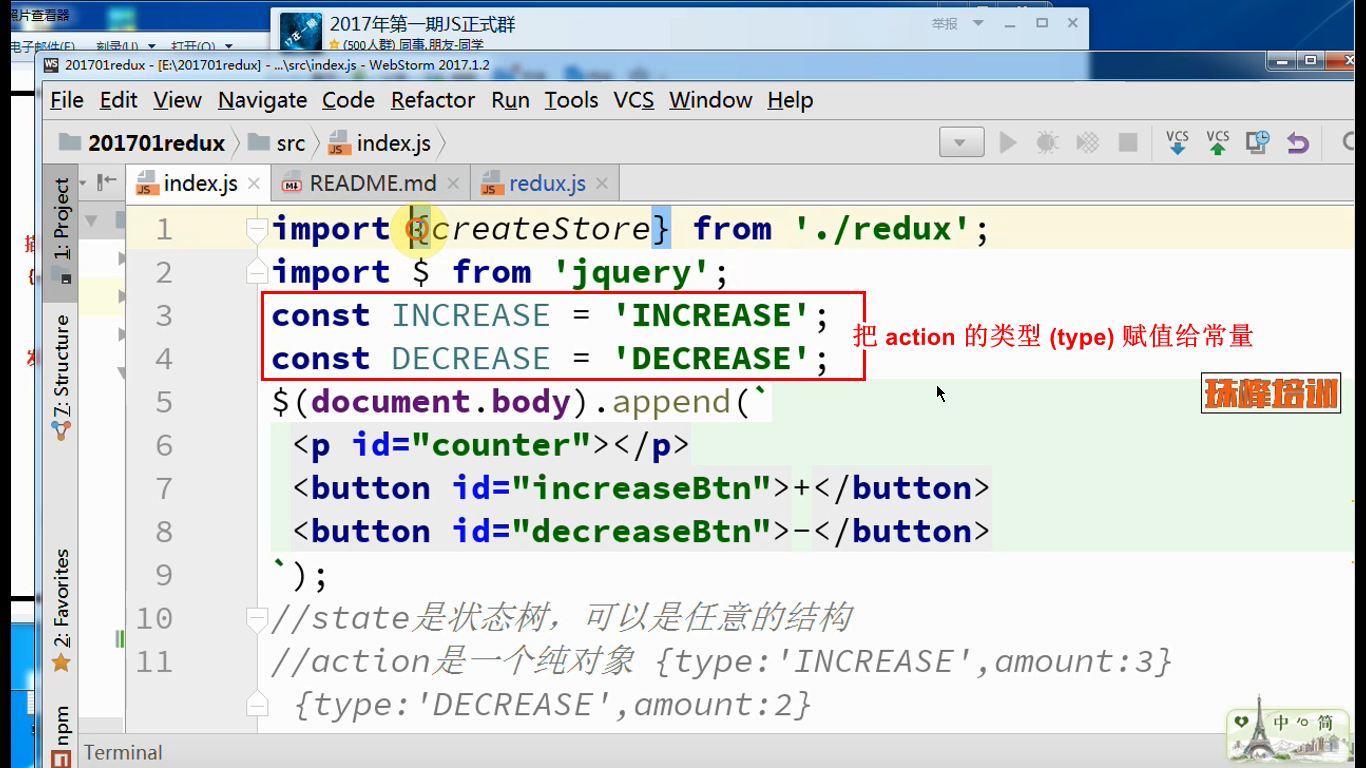 照片查看器
2017年第一期JS正式群
举报
电子邮件(E) 刻录(U) 打开(O)
(500人群) 同事.朋友-同学
201701redux - [E:\201701redux] - ...\src\index.js - WebStorm 2017.1.2
File Edit View Navigate Code Refactor Run Tools VCS Window Help
201701redux src index.js
VCS VCS
index.js README.md redux.js
1: Project
7: Structure
2: Favorites
npm
1 import {createStore} from './redux';
2 import $ from 'jquery';
3 const INCREASE = 'INCREASE';
4 const DECREASE = 'DECREASE';
把 action 的类型 (type) 赋值给常量
珠峰培训
5 $(document.body).append(`
6 <p id="counter"></p>
7 <button id="increaseBtn">+</button>
8 <button id="decreaseBtn">-</button>
9 `);
10 //state是状态树，可以是任意的结构
11 //action是一个纯对象 {type:'INCREASE',amount:3}
{type:'DECREASE',amount:2}
中 简
Terminal